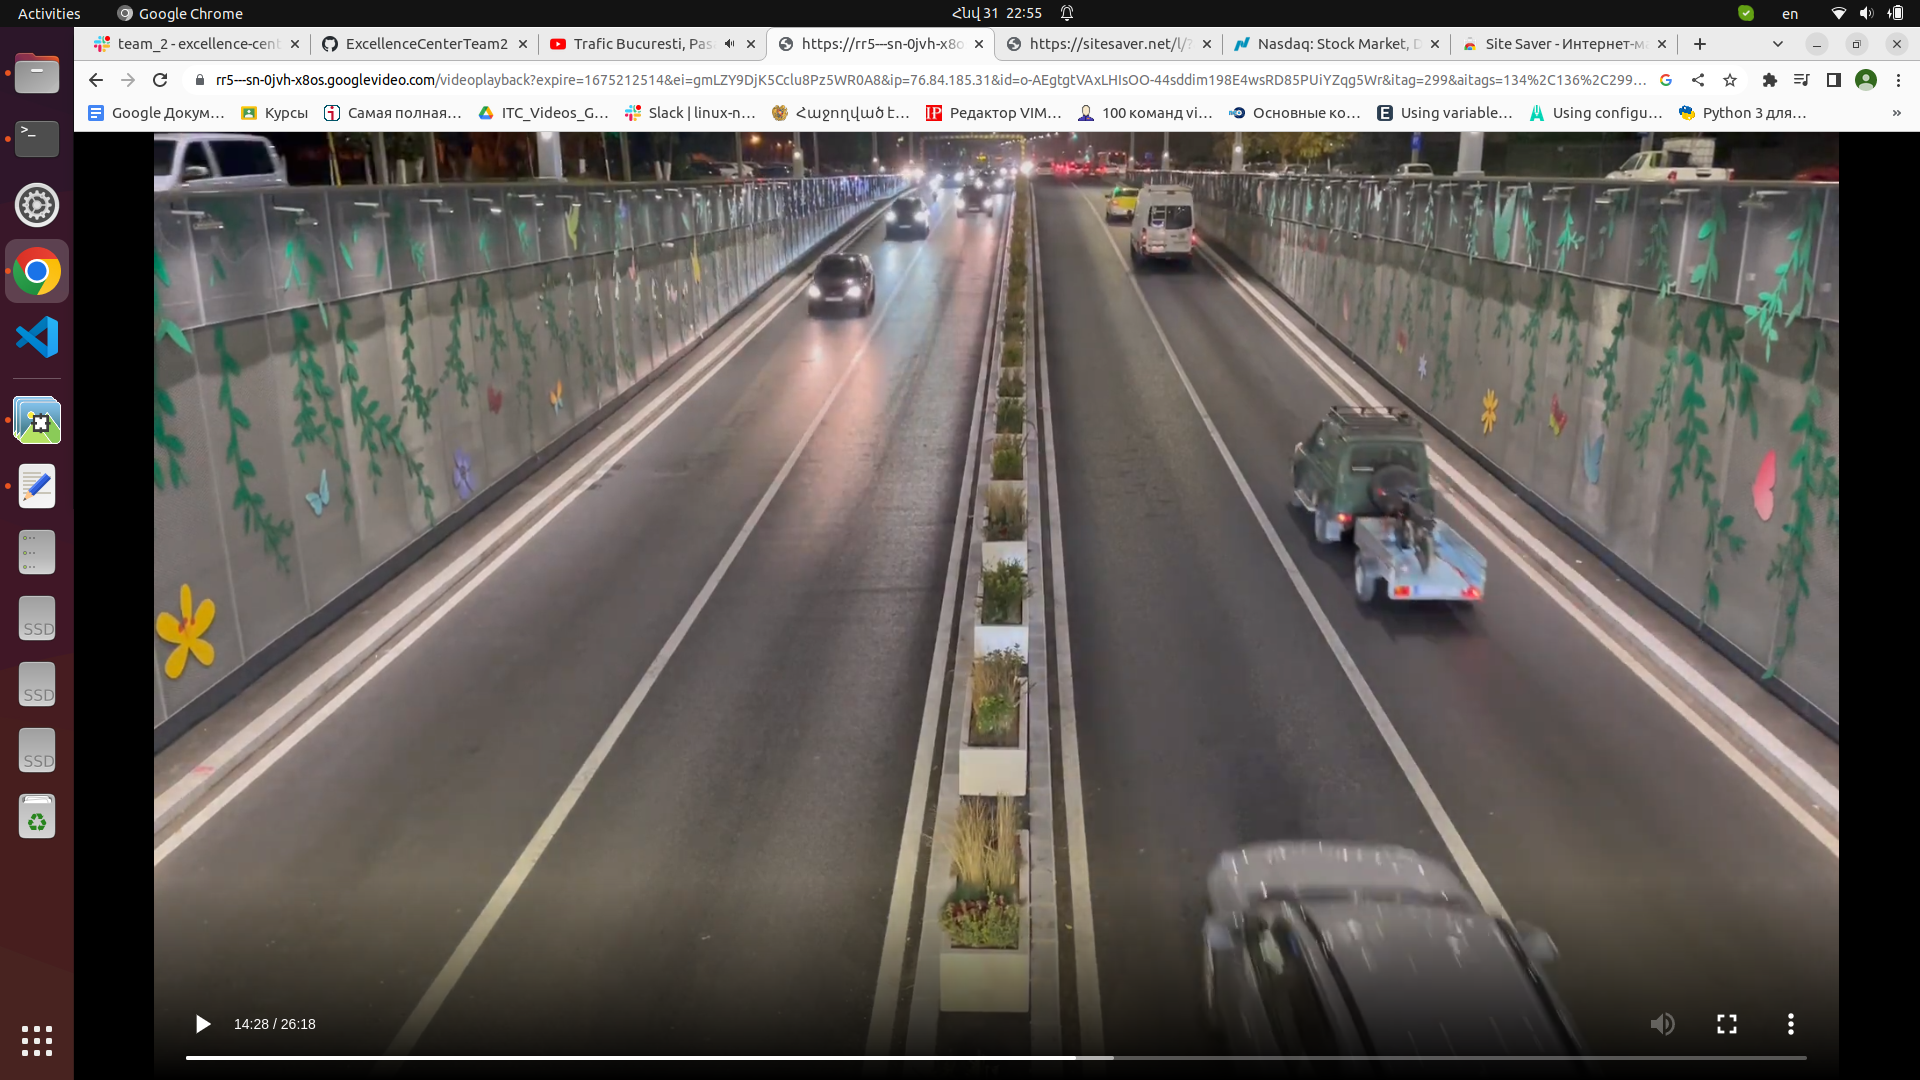 Activities
Google Chrome
Հնվ 31 22:55
en
team_2 - excellence-cent
ExcellenceCenterTeam2
Trafic Bucuresti, Pasa
https://rr5---sn-0jvh-x8o
https://sitesaver.net/l/?
Nasdaq: Stock Market, D
Site Saver - Интернет-ма
rr5---sn-0jvh-x8os.googlevideo.com/videoplayback?expire=1675212514&ei=gmLZY9DjK5Cclu8Pz5WR0A8&ip=76.84.185.31&id=o-AEgtgtVAxLHIsOO-44sddim198E4wsRD85PUiYZqg5Wr&itag=299&aitags=134%2C136%2C299...
Google Докум...
Курсы
Самая полная...
ITC_Videos_G...
Slack | linux-n...
Հաջողված է...
Редактор VIM...
100 команд vi...
Основные ко...
Using variable...
Using configu...
Python 3 для...
»
SSD
SSD
SSD
14:28 / 26:18